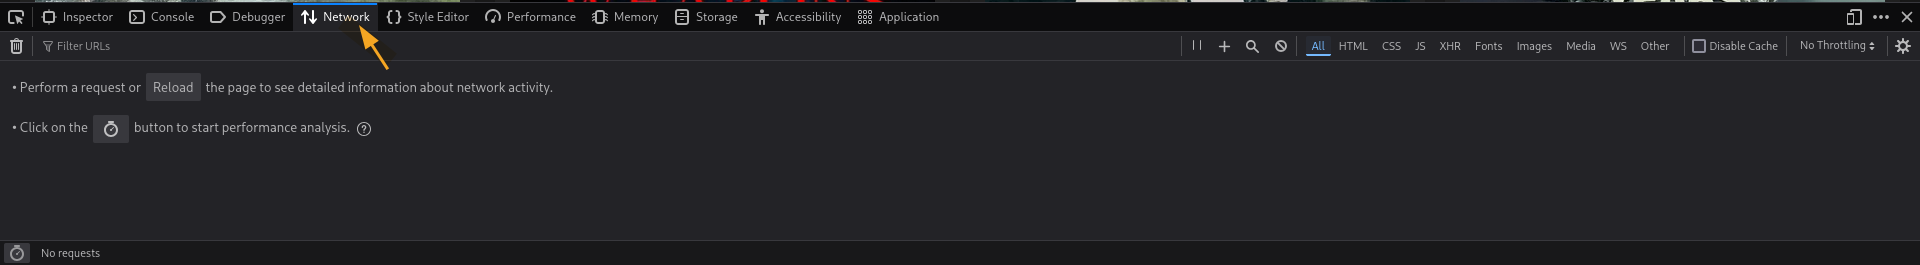 Inspector Console Debugger Network Style Editor Performance Memory Storage Accessibility Application
Filter URLs All HTML CSS JS XHR Fonts Images Media WS Other Disable Cache No Throttling
• Perform a request or Reload the page to see detailed information about network activity.
• Click on the button to start performance analysis. ?
No requests